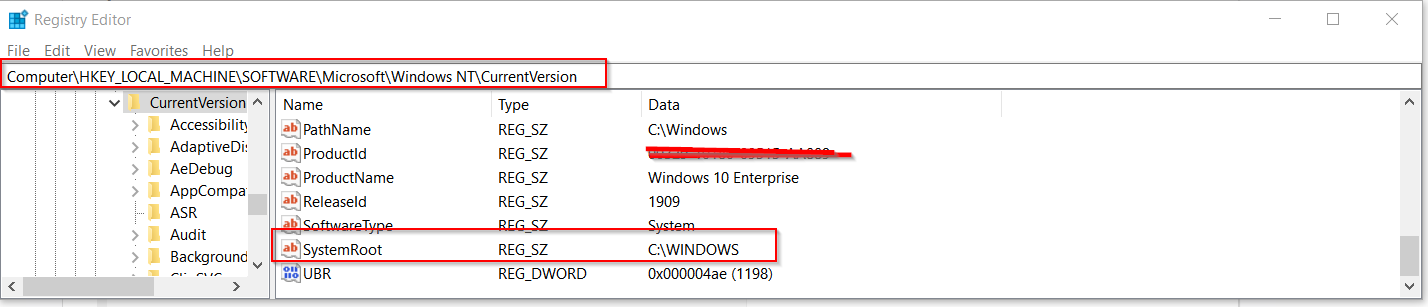 Registry Editor
File Edit View Favorites Help
Computer\HKEY_LOCAL_MACHINE\SOFTWARE\Microsoft\Windows NT\CurrentVersion
CurrentVersion Name Type Data
Accessibility PathName REG_SZ C:\Windows
AdaptiveDis ProductId REG_SZ
AeDebug ProductName REG_SZ Windows 10 Enterprise
AppCompat ReleaseId REG_SZ 1909
ASR SoftwareType REG_SZ System
Audit SystemRoot REG_SZ C:\WINDOWS
Background UBR REG_DWORD 0x000004ae (1198)